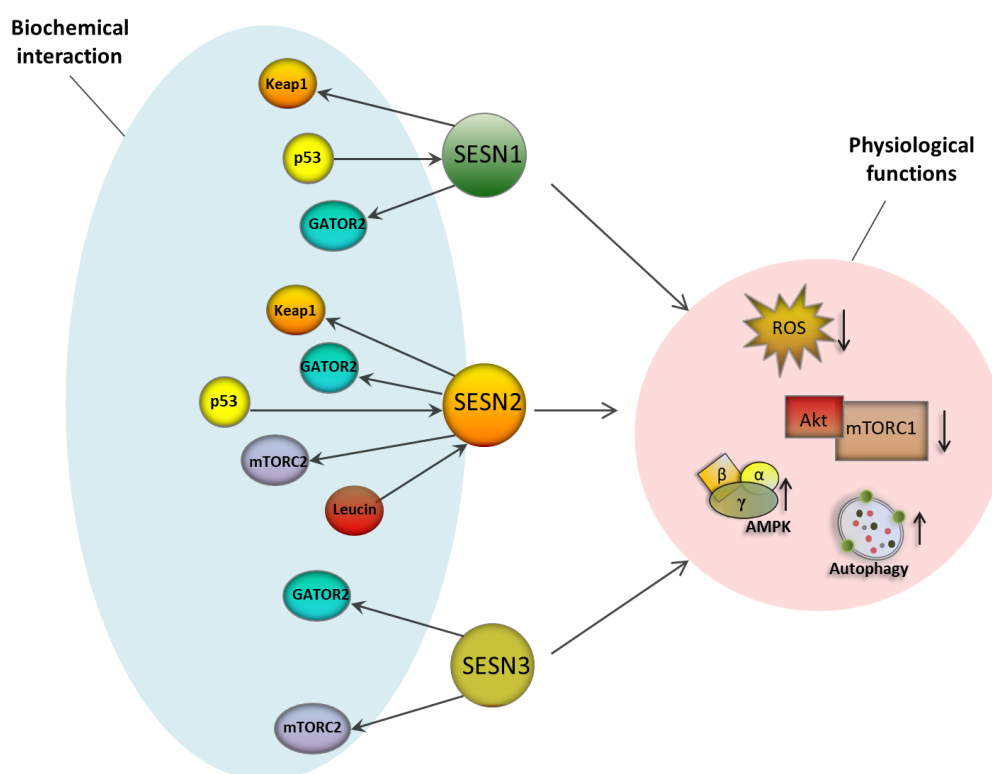 Biochemical
interaction
Keap1
p53
SESN1
GATOR2
Keap1
GATOR2
p53
SESN2
mTORC2
Leucin
GATOR2
SESN3
mTORC2
Physiological
functions
ROS
Akt
mTORC1
β
α
γ
AMPK
Autophagy